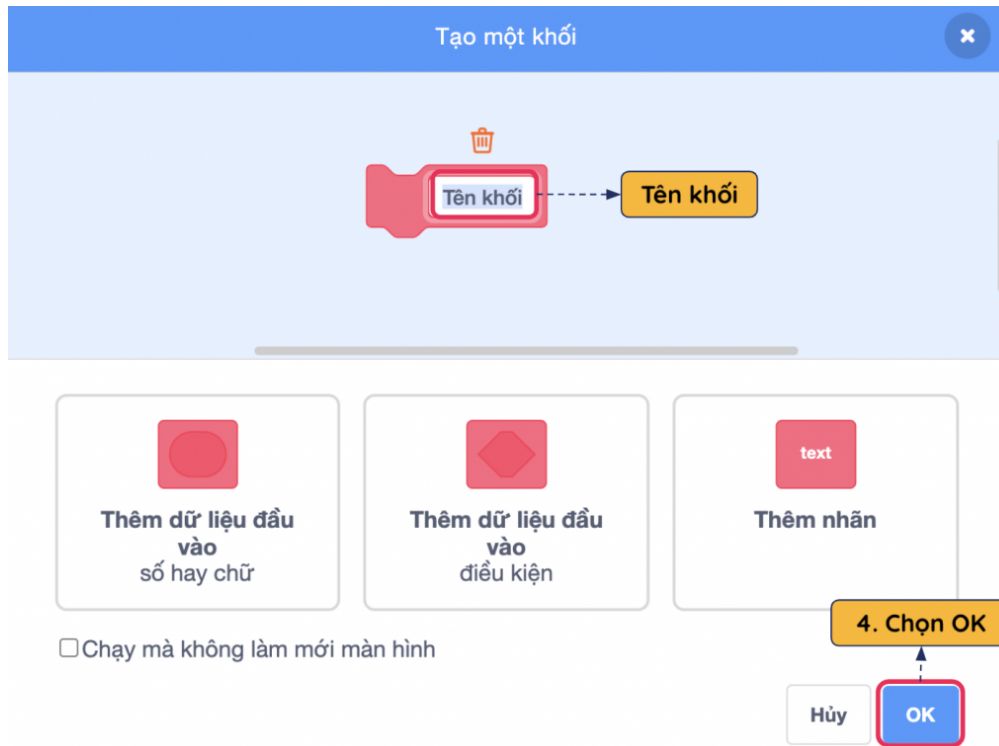 Tạo một khối
Tên khối
Tên khối
text
Thêm dữ liệu đầu
vào
số hay chữ
Thêm dữ liệu đầu
vào
điều kiện
Thêm nhãn
4. Chọn OK
Chạy mà không làm mới màn hình
Hủy
OK